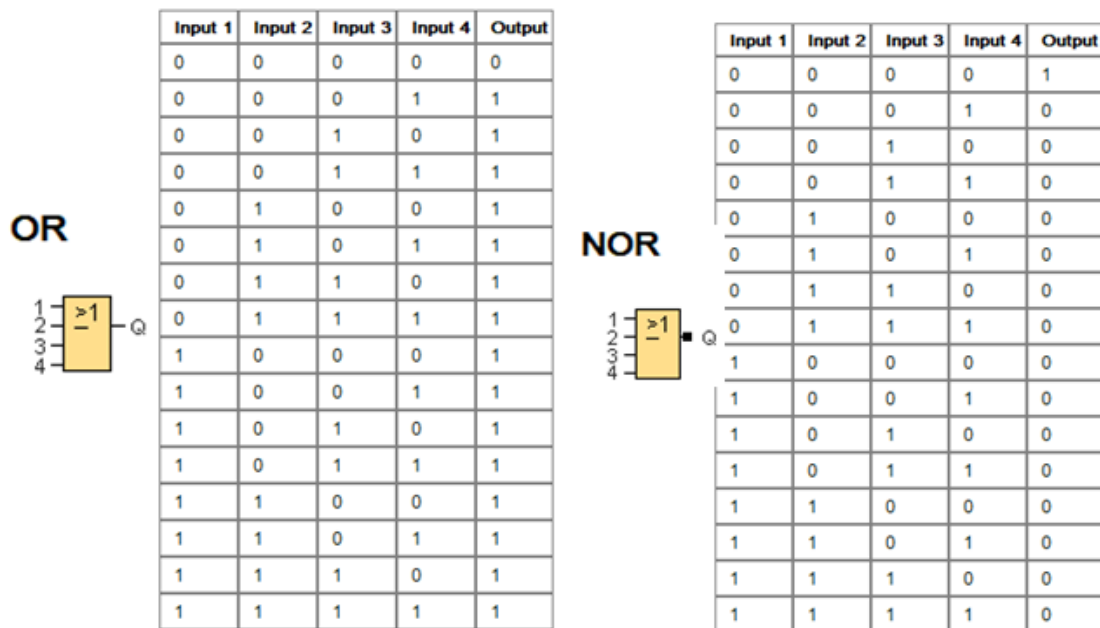 OR
≥1
1
2
3
4
Q
Input 1 Input 2 Input 3 Input 4 Output
0 0 0 0 0
0 0 0 1 1
0 0 1 0 1
0 0 1 1 1
0 1 0 0 1
0 1 0 1 1
0 1 1 0 1
0 1 1 1 1
1 0 0 0 1
1 0 0 1 1
1 0 1 0 1
1 0 1 1 1
1 1 0 0 1
1 1 0 1 1
1 1 1 0 1
1 1 1 1 1
NOR
≥1
1
2
3
4
Q
Input 1 Input 2 Input 3 Input 4 Output
0 0 0 0 1
0 0 0 1 0
0 0 1 0 0
0 0 1 1 0
0 1 0 0 0
0 1 0 1 0
0 1 1 0 0
0 1 1 1 0
1 0 0 0 0
1 0 0 1 0
1 0 1 0 0
1 0 1 1 0
1 1 0 0 0
1 1 0 1 0
1 1 1 0 0
1 1 1 1 0